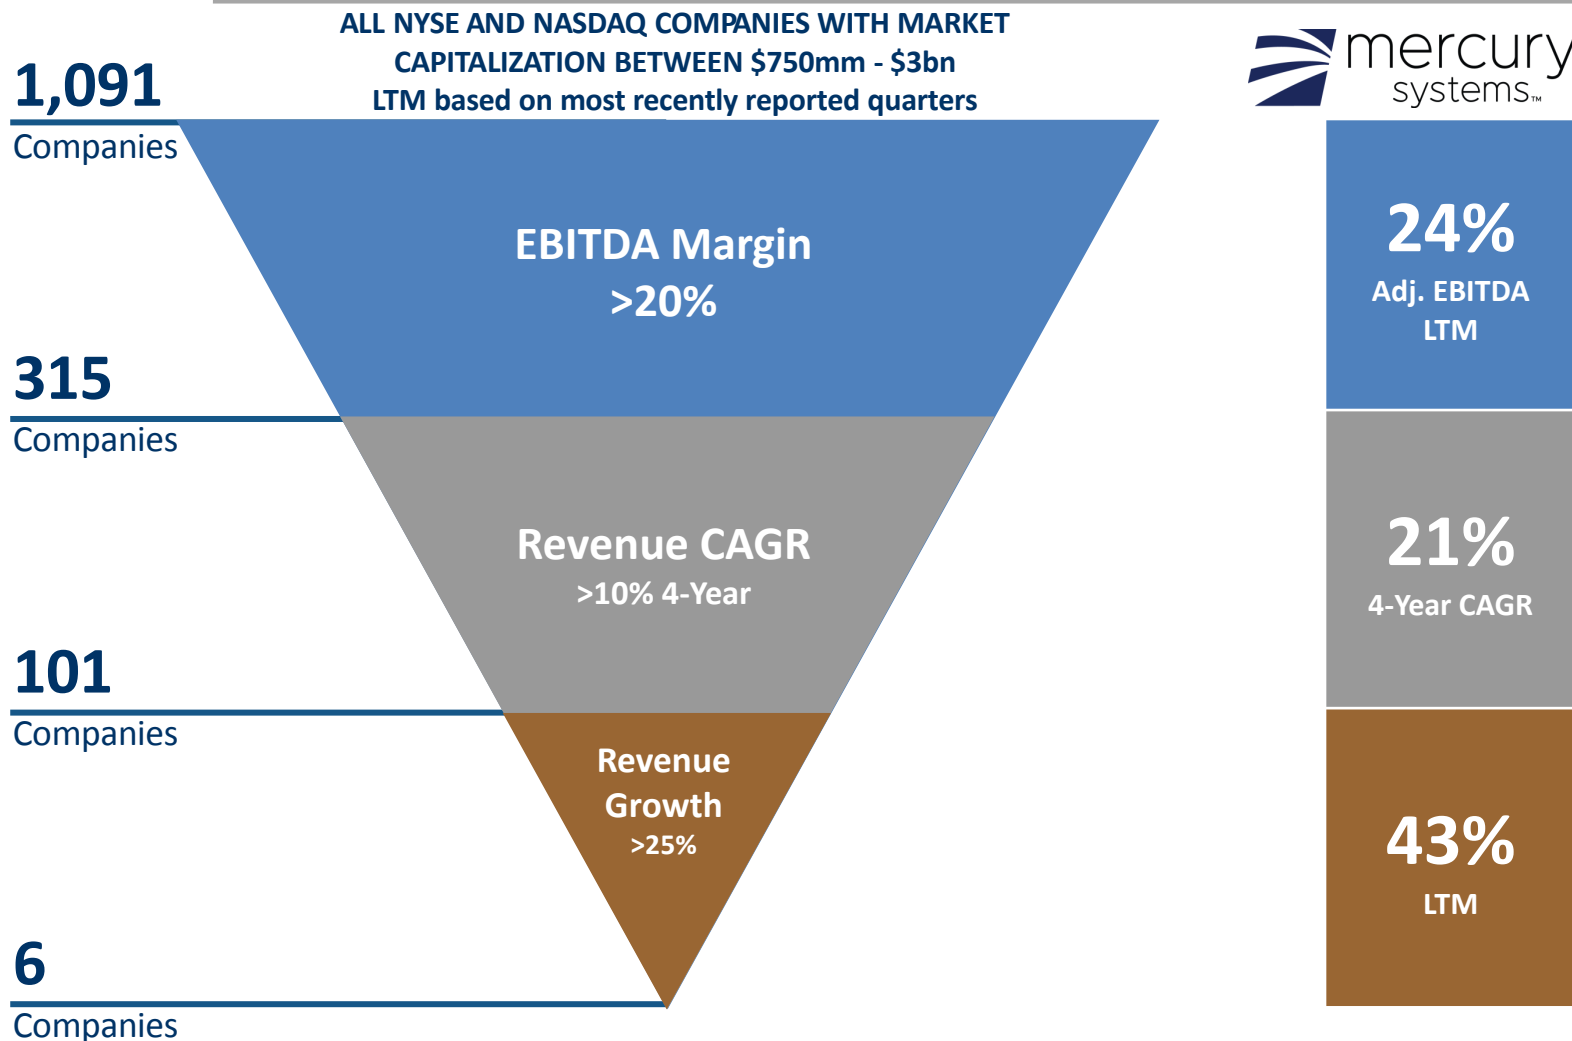 ALL NYSE AND NASDAQ COMPANIES WITH MARKET
CAPITALIZATION BETWEEN $750mm - $3bn
LTM based on most recently reported quarters
mercury
systems™
1,091
Companies
EBITDA Margin
>20%
24%
Adj. EBITDA
LTM
315
Companies
Revenue CAGR
>10% 4-Year
21%
4-Year CAGR
101
Companies
Revenue
Growth
>25%
43%
LTM
6
Companies